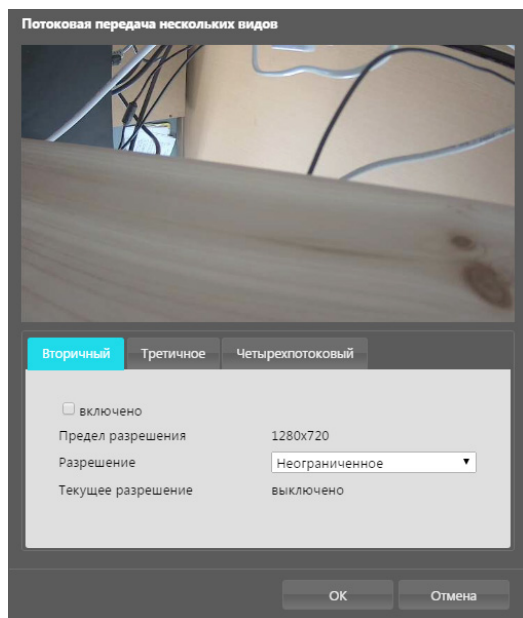 Потоковая передача нескольких видов
Вторичный Третичное Четырехпотоковый
включено
Предел разрешения 1280x720
Разрешение Неограниченное
Текущее разрешение выключено
OK Отмена